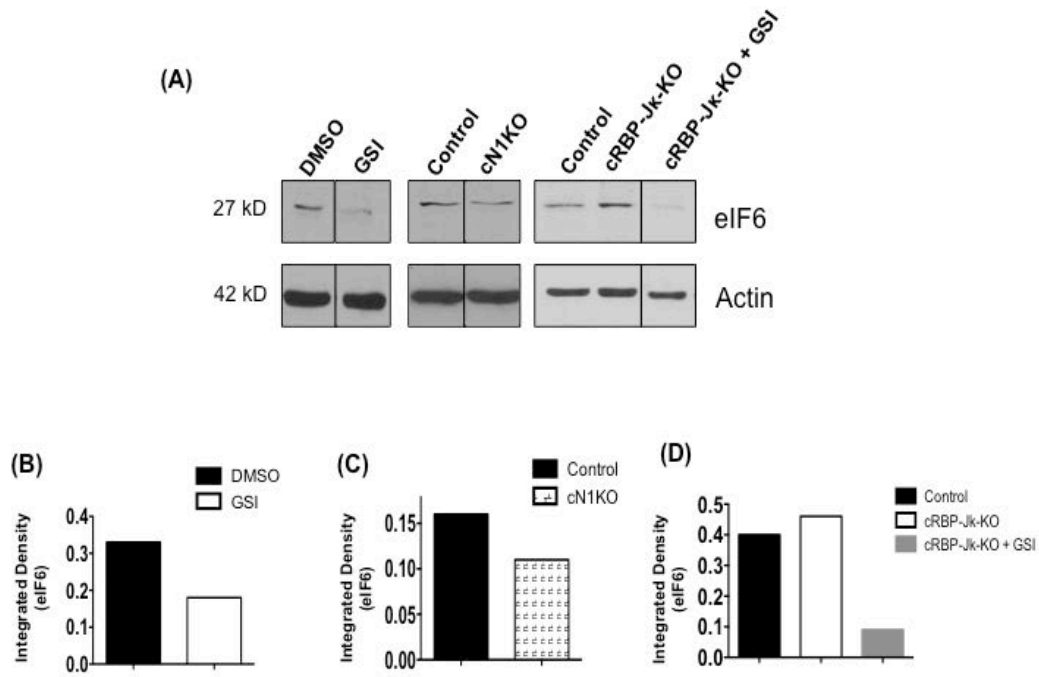 (A)
DMSO
GSI
Control
cN1KO
Control
cRBP-Jκ-KO
cRBP-Jκ-KO + GSI
27 kD
eIF6
42 kD
Actin
(B)
DMSO
GSI
Integrated Density
(eIF6)
0.4
0.3
0.2
0.1
0.0
(C)
Control
cN1KO
Integrated Density
(eIF6)
0.15
0.10
0.05
0.00
(D)
Control
cRBP-Jk-KO
cRBP-Jk-KO + GSI
Integrated Density
(eIF6)
0.5
0.4
0.3
0.2
0.1
0.0